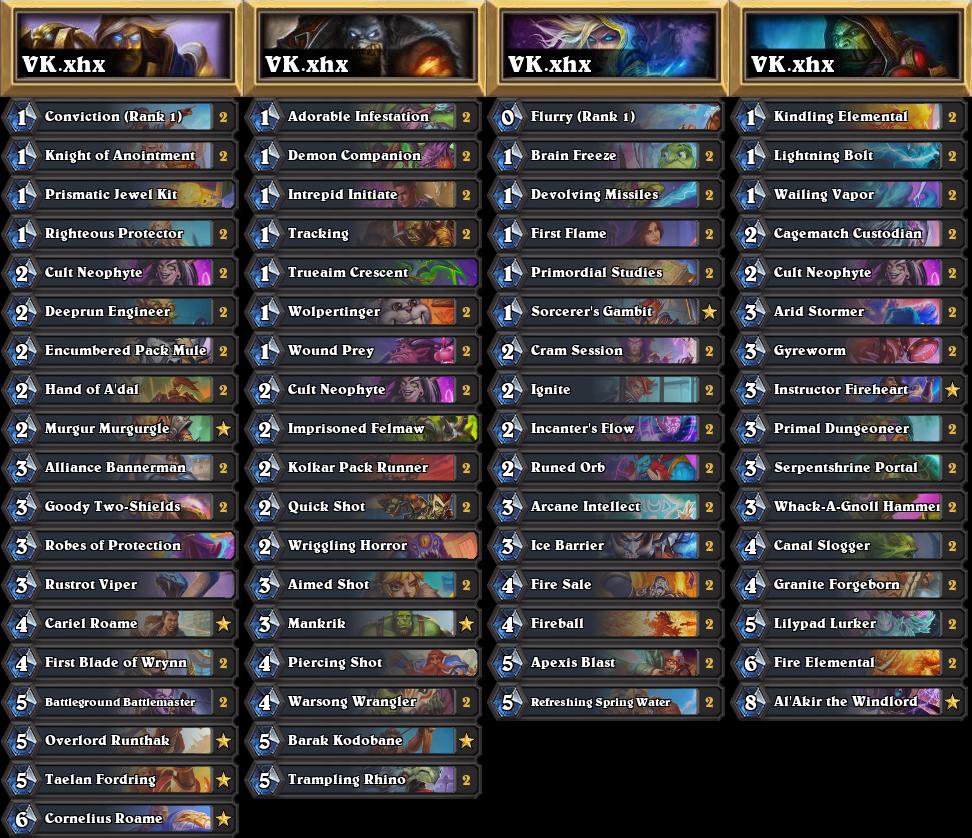 VK.xhx
1 Conviction (Rank 1) 2
1 Knight of Anointment 2
1 Prismatic Jewel Kit
1 Righteous Protector 2
2 Cult Neophyte 2
2 Deeprun Engineer 2
2 Encumbered Pack Mule 2
2 Hand of A'dal 2
2 Murgur Murgurgle
3 Alliance Bannerman 2
3 Goody Two-Shields 2
3 Robes of Protection
3 Rustrot Viper
4 Cariel Roame
4 First Blade of Wrynn 2
5 Battleground Battlemaster 2
5 Overlord Runthak
5 Taelan Fordring
6 Cornelius Roame
VK.xhx
1 Adorable Infestation 2
1 Demon Companion 2
1 Intrepid Initiate 2
1 Tracking 2
1 Trueaim Crescent
1 Wolpertinger 2
1 Wound Prey 2
2 Cult Neophyte 2
2 Imprisoned Felmaw
2 Kolkar Pack Runner 2
2 Quick Shot 2
2 Wriggling Horror
3 Aimed Shot 2
3 Mankrik
4 Piercing Shot
4 Warsong Wrangler 2
5 Barak Kodobane
5 Trampling Rhino 2
VK.xhx
0 Flurry (Rank 1)
1 Brain Freeze 2
1 Devolving Missiles 2
1 First Flame 2
1 Primordial Studies 2
1 Sorcerer's Gambit
2 Cram Session 2
2 Ignite 2
2 Incanter's Flow 2
2 Runed Orb 2
3 Arcane Intellect 2
3 Ice Barrier 2
4 Fire Sale 2
4 Fireball 2
5 Apexis Blast 2
5 Refreshing Spring Water 2
VK.xhx
1 Kindling Elemental 2
1 Lightning Bolt 2
1 Wailing Vapor 2
2 Cagematch Custodian 2
2 Cult Neophyte 2
3 Arid Stormer 2
3 Gyreworm 2
3 Instructor Fireheart
3 Primal Dungeoneer 2
3 Serpentshrine Portal 2
3 Whack-A-Gnoll Hammer 2
4 Canal Slogger 2
4 Granite Forgeborn 2
5 Lilypad Lurker 2
6 Fire Elemental 2
8 Al'Akir the Windlord